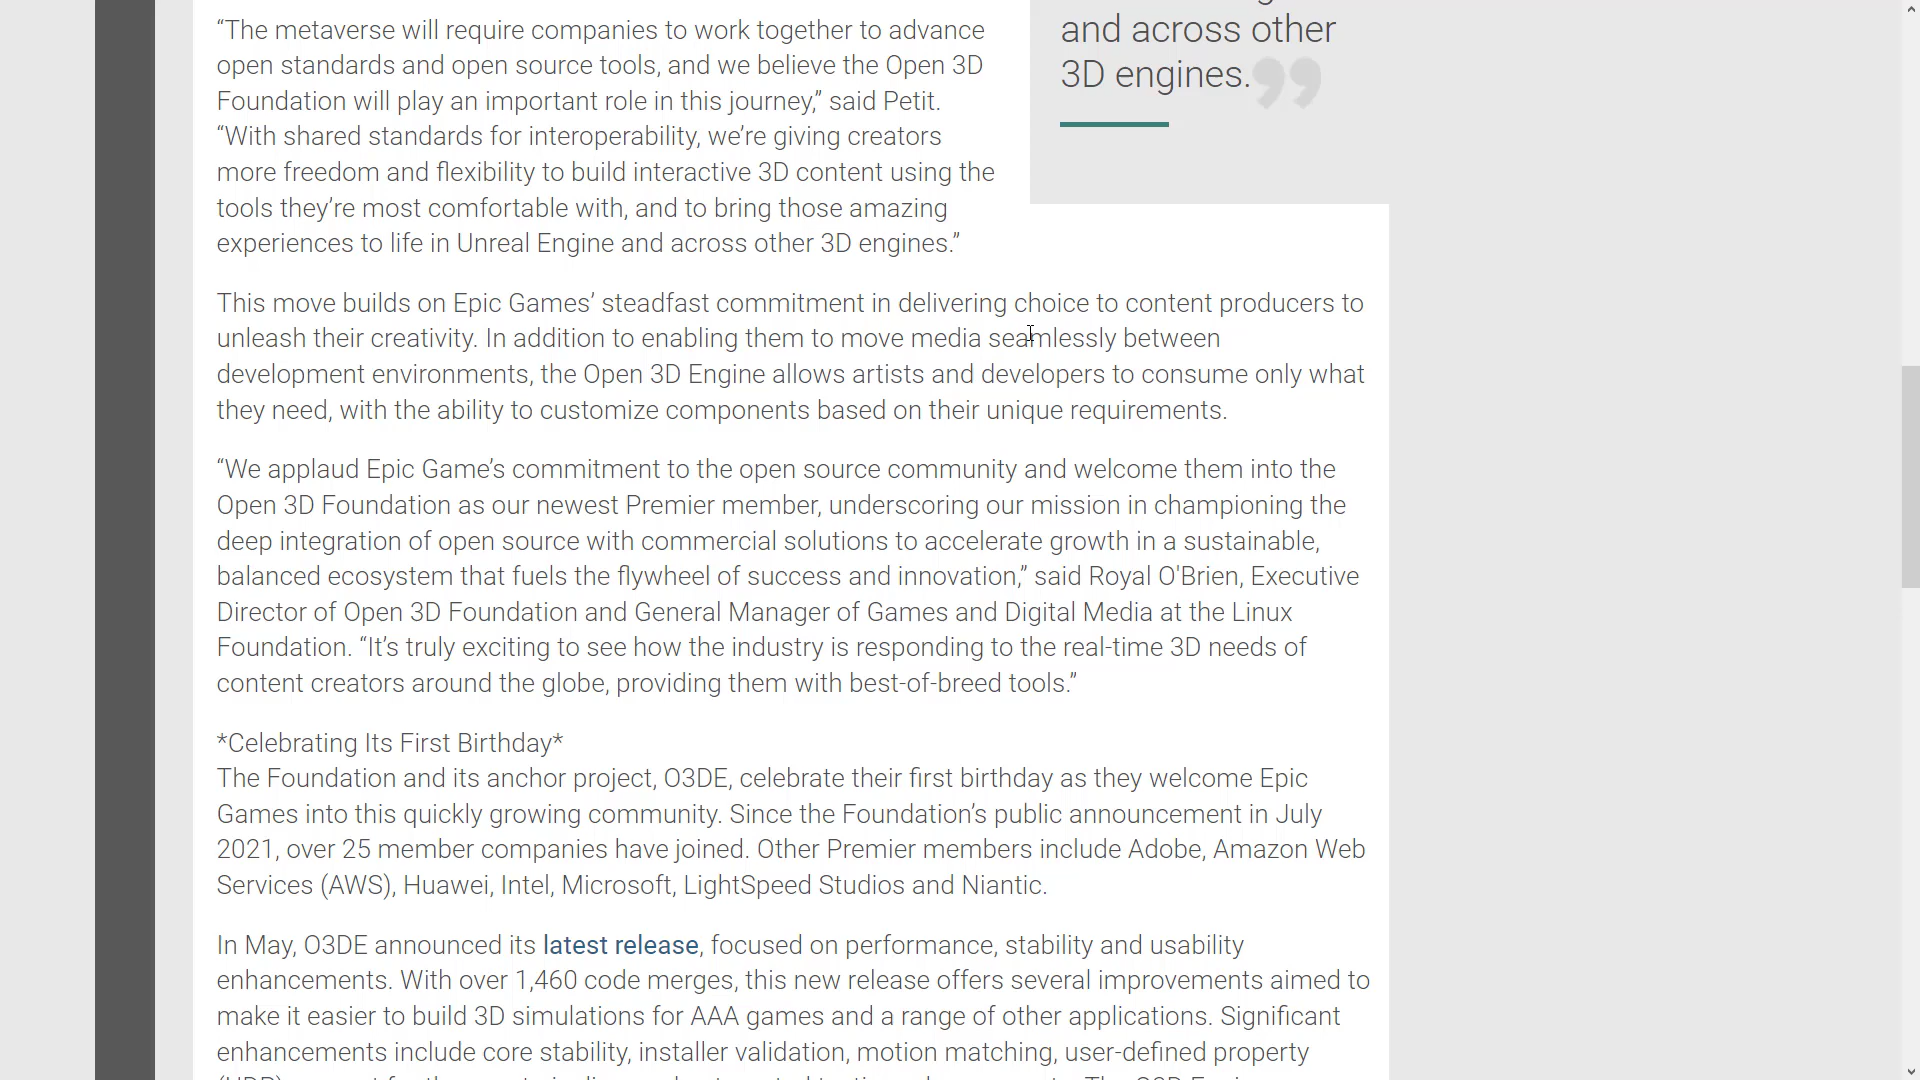 “The metaverse will require companies to work together to advance
open standards and open source tools, and we believe the Open 3D
Foundation will play an important role in this journey,” said Petit.
“With shared standards for interoperability, we’re giving creators
more freedom and flexibility to build interactive 3D content using the
tools they’re most comfortable with, and to bring those amazing
experiences to life in Unreal Engine and across other 3D engines.”
and across other
3D engines.”
This move builds on Epic Games’ steadfast commitment in delivering choice to content producers to
unleash their creativity. In addition to enabling them to move media seamlessly between
development environments, the Open 3D Engine allows artists and developers to consume only what
they need, with the ability to customize components based on their unique requirements.
“We applaud Epic Game’s commitment to the open source community and welcome them into the
Open 3D Foundation as our newest Premier member, underscoring our mission in championing the
deep integration of open source with commercial solutions to accelerate growth in a sustainable,
balanced ecosystem that fuels the flywheel of success and innovation,” said Royal O'Brien, Executive
Director of Open 3D Foundation and General Manager of Games and Digital Media at the Linux
Foundation. “It’s truly exciting to see how the industry is responding to the real-time 3D needs of
content creators around the globe, providing them with best-of-breed tools.”
*Celebrating Its First Birthday*
The Foundation and its anchor project, O3DE, celebrate their first birthday as they welcome Epic
Games into this quickly growing community. Since the Foundation’s public announcement in July
2021, over 25 member companies have joined. Other Premier members include Adobe, Amazon Web
Services (AWS), Huawei, Intel, Microsoft, LightSpeed Studios and Niantic.
In May, O3DE announced its latest release, focused on performance, stability and usability
enhancements. With over 1,460 code merges, this new release offers several improvements aimed to
make it easier to build 3D simulations for AAA games and a range of other applications. Significant
enhancements include core stability, installer validation, motion matching, user-defined property